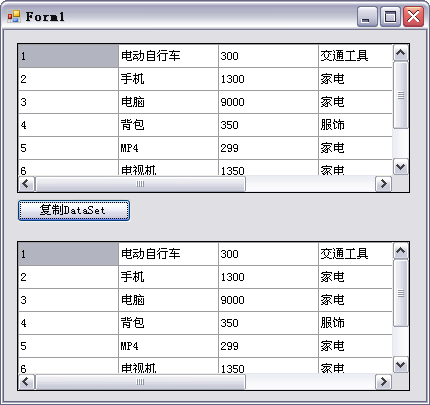 Form1
1 电动自行车 300 交通工具
2 手机 1300 家电
3 电脑 9000 家电
4 背包 350 服饰
5 MP4 299 家电
6 电视机 1350 家电
复制DataSet
1 电动自行车 300 交通工具
2 手机 1300 家电
3 电脑 9000 家电
4 背包 350 服饰
5 MP4 299 家电
6 电视机 1350 家电